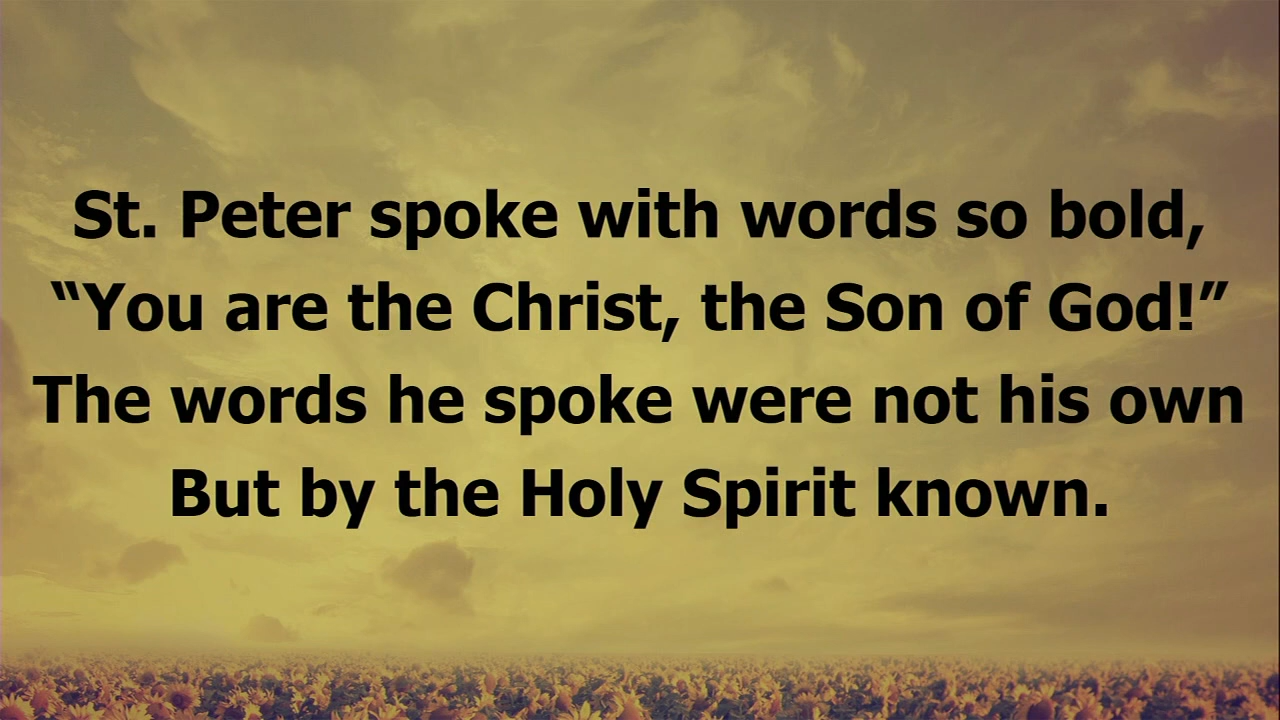 St. Peter spoke with words so bold,
“You are the Christ, the Son of God!”
The words he spoke were not his own
But by the Holy Spirit known.